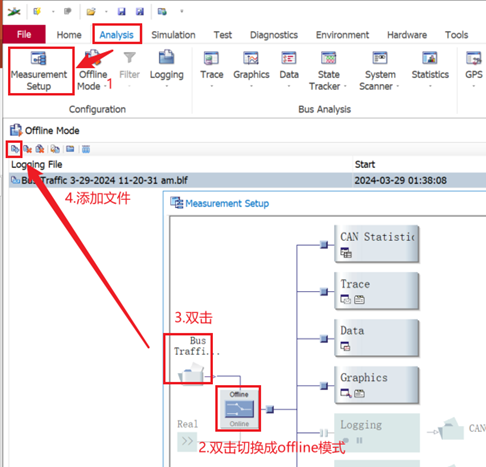 File Home Analysis Simulation Test Diagnostics Environment Hardware Tools
Measurement Setup Offline Mode Filter Logging Trace Graphics Data State Tracker System Scanner Statistics GPS
1
Configuration Bus Analysis
Offline Mode
Logging File Start
Bus Traffic 3-29-2024 11-20-31 am.blf 2024-03-29 01:38:08
4.添加文件
Measurement Setup
CAN Statistic
Trace
3.双击
Data
Bus
Traffi...
Graphics
Offline
Online
Real
Logging
CAN
2.双击切换成offline模式